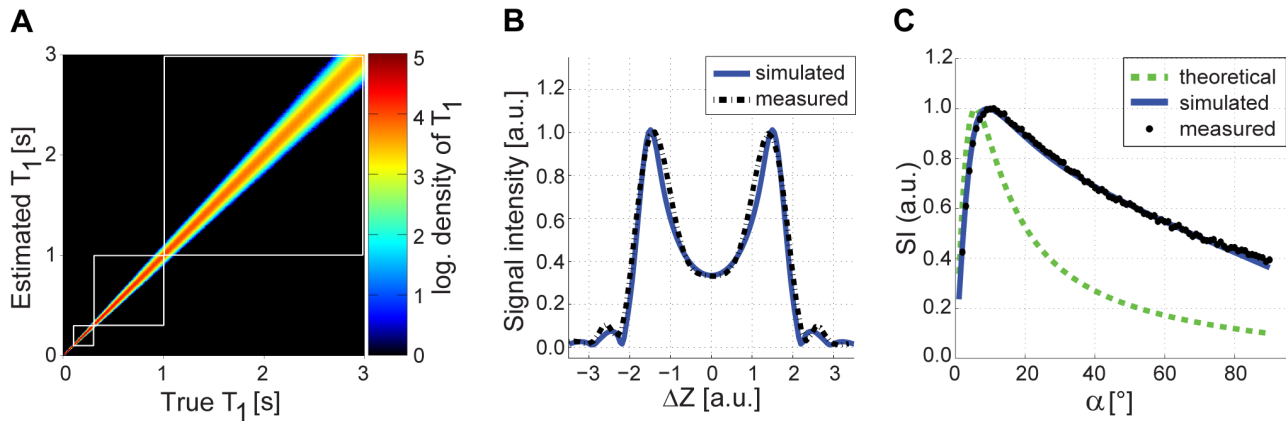 A
Estimated T1 [s]
3
2
1
0
0 1 2 3
True T1 [s]
5
4
3
2
1
0
log. density of T1
B
simulated
measured
Signal intensity [a.u.]
1.2
1.0
0.8
0.6
0.4
0.2
0.0
−3 −2 −1 0 1 2 3
ΔZ [a.u.]
C
theoretical
simulated
measured
SI (a.u.)
1.2
1.0
0.8
0.6
0.4
0.2
0.0
0 20 40 60 80
α [°]